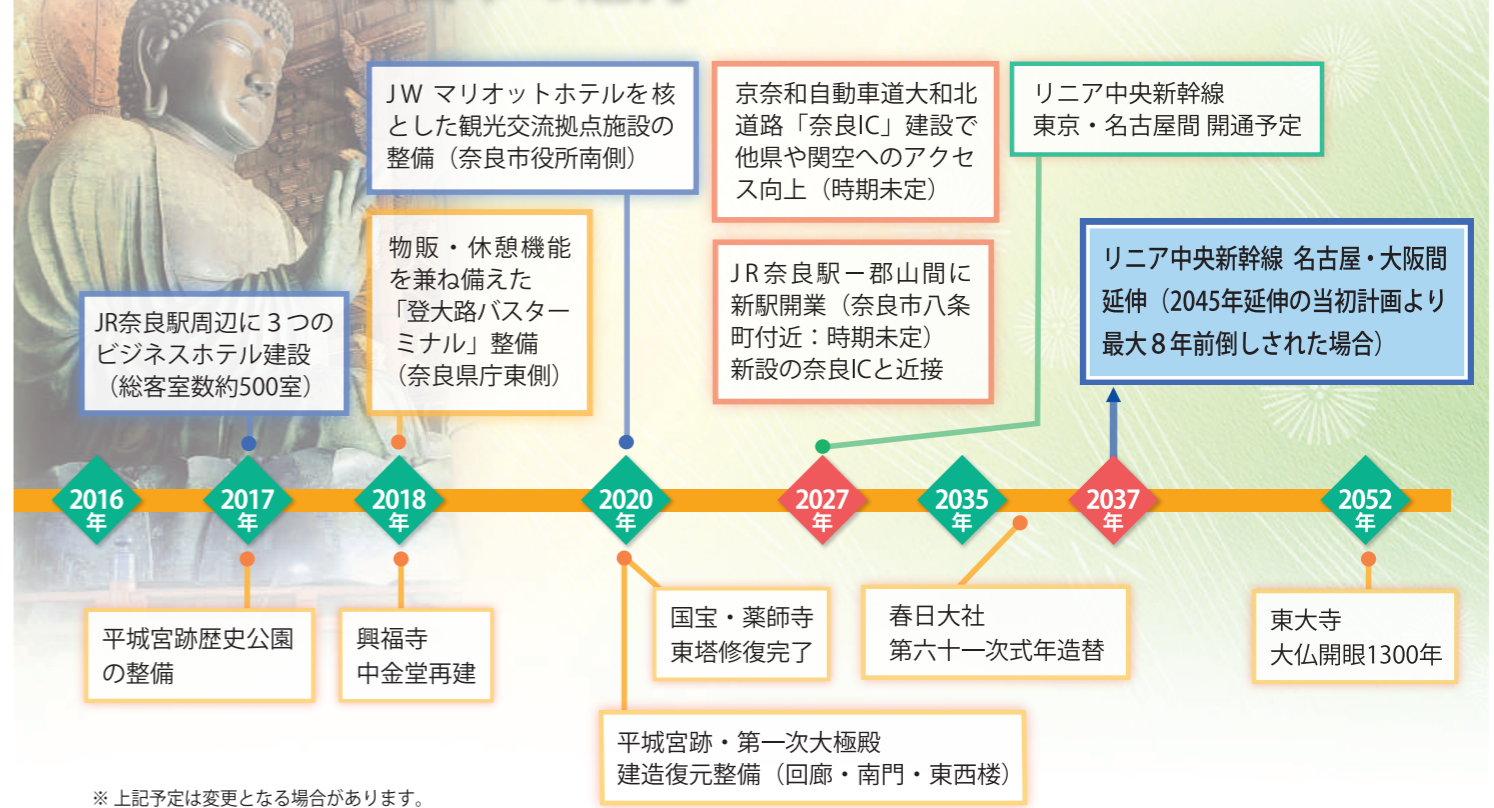 JW マリオットホテルを核
とした観光交流拠点施設の
整備（奈良市役所南側）
京奈和自動車道大和北
道路「奈良IC」建設で
他県や関空へのアクセ
ス向上（時期未定）
リニア中央新幹線
東京・名古屋間 開通予定
物販・休憩機能
を兼ね備えた
「登大路バスター
ミナル」整備
（奈良県庁東側）
JR奈良駅－郡山間に
新駅開業（奈良市八条
町付近：時期未定）
新設の奈良ICと近接
リニア中央新幹線 名古屋・大阪間
延伸（2045年延伸の当初計画より
最大８年前倒しされた場合）
JR奈良駅周辺に３つの
ビジネスホテル建設
（総客室数約500室）
2016
年
2017
年
2018
年
2020
年
2027
年
2035
年
2037
年
2052
年
平城宮跡歴史公園
の整備
興福寺
中金堂再建
国宝・薬師寺
東塔修復完了
春日大社
第六十一次式年造替
東大寺
大仏開眼1300年
平城宮跡・第一次大極殿
建造復元整備（回廊・南門・東西楼）
※ 上記予定は変更となる場合があります。